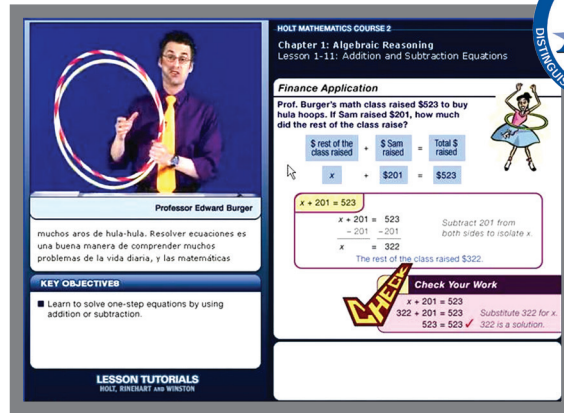 Professor Edward Burger
muchos aros de hula-hula. Resolver ecuaciones es
una buena manera de comprender muchos
problemas de la vida diaria, y las matemáticas
KEY OBJECTIVES
■ Learn to solve one-step equations by using
addition or subtraction.
LESSON TUTORIALS
HOLT, RINEHART AND WINSTON
HOLT MATHEMATICS COURSE 2
Chapter 1: Algebraic Reasoning
Lesson 1-11: Addition and Subtraction Equations
Finance Application
Prof. Burger's math class raised $523 to buy
hula hoops. If Sam raised $201, how much
did the rest of the class raise?
$ rest of the class raised + $ Sam raised = Total $ raised
x + $201 = $523
x + 201 = 523
x + 201 = 523
− 201 −201
x = 322
Subtract 201 from
both sides to isolate x.
The rest of the class raised $322.
CHECK
Check Your Work
x + 201 = 523
322 + 201 = 523 Substitute 322 for x.
523 = 523 ✓ 322 is a solution.